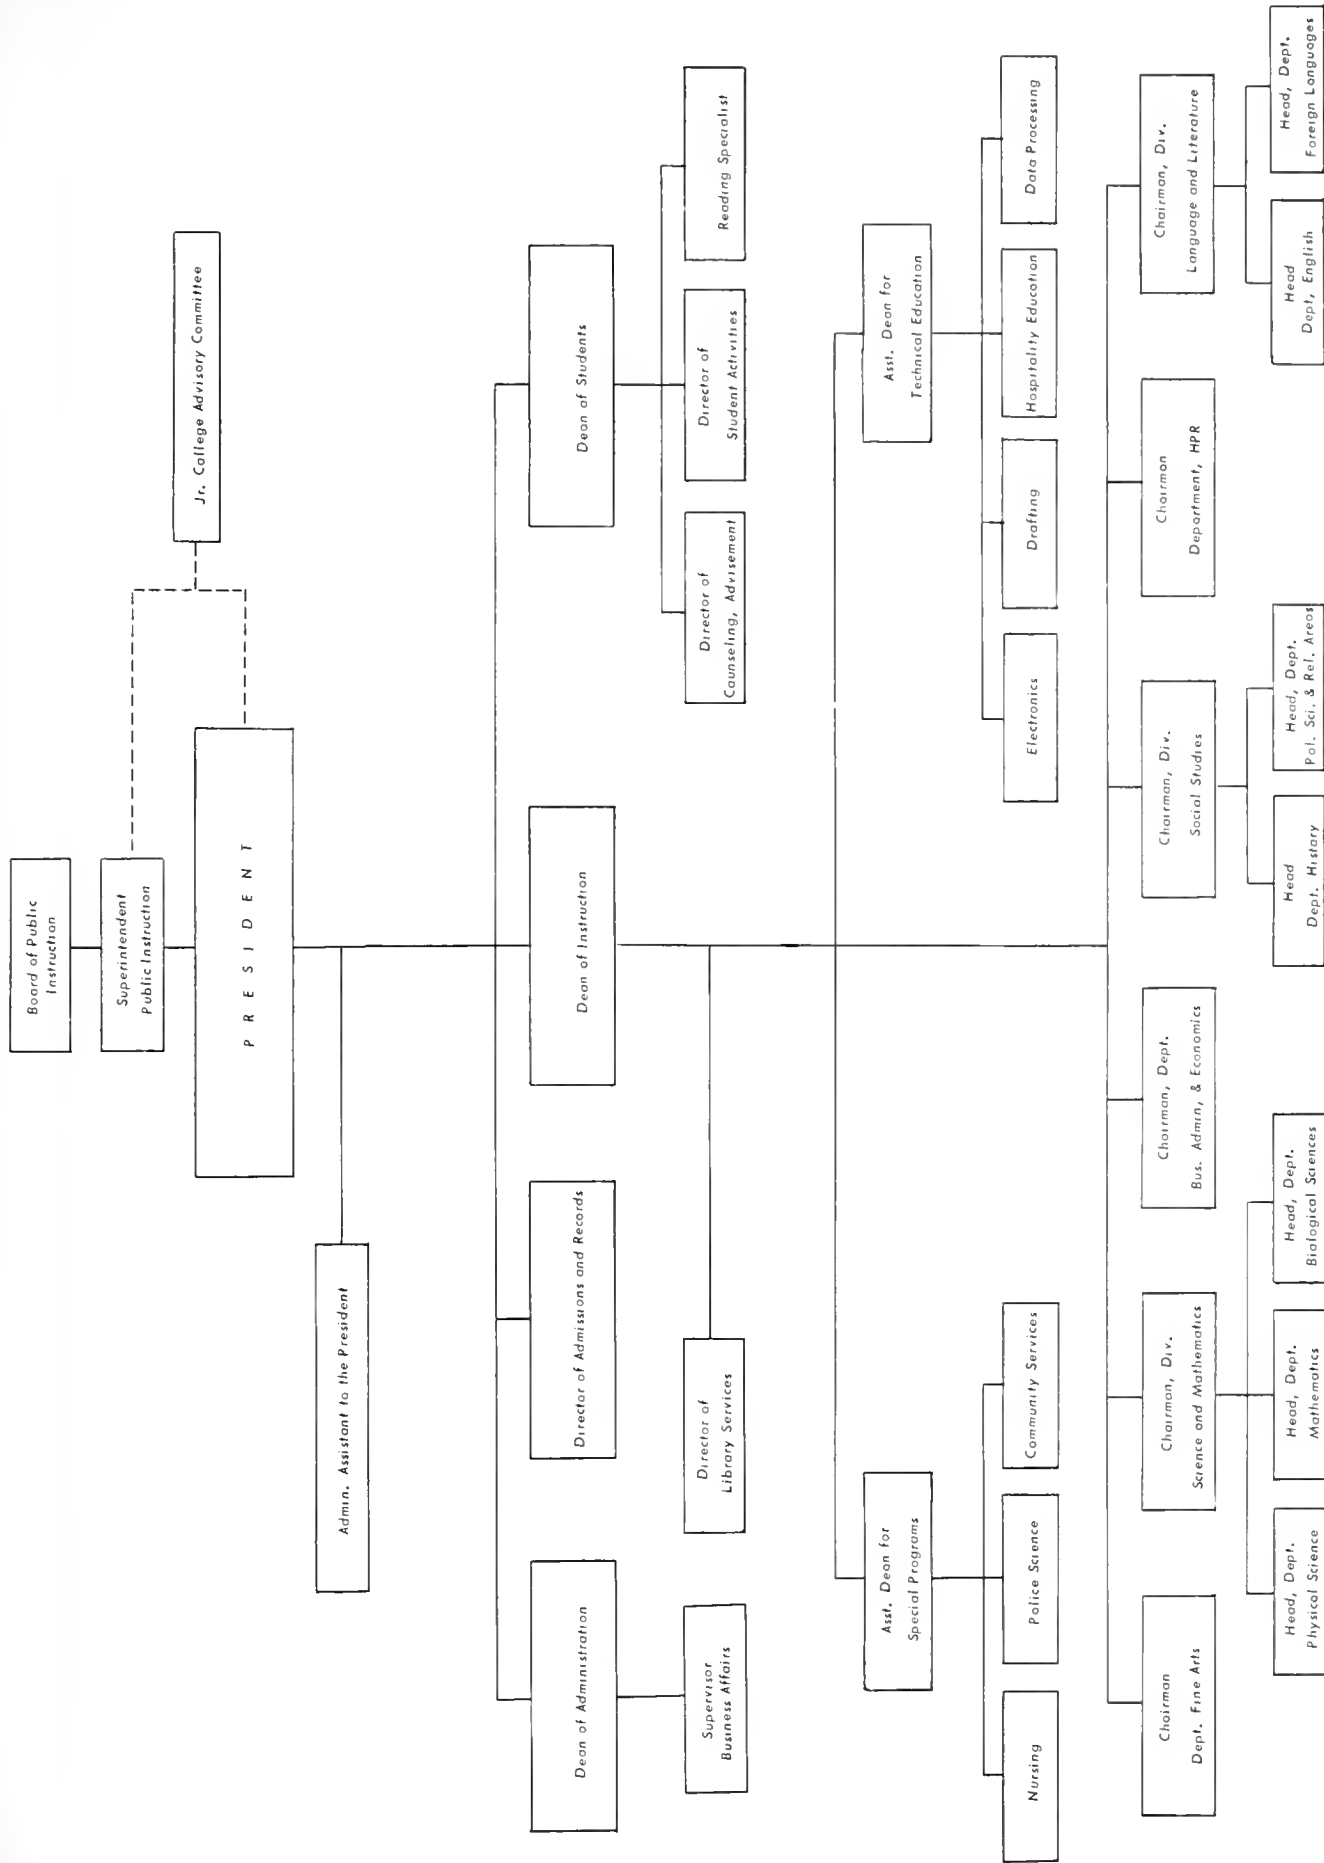 Board of Public
Instruction
Superintendent
Public Instruction
Jr. College Advisory Committee
PRESIDENT
Admin. Assistant to the President
Dean of Administration
Director of Admissions and Records
Dean of Instruction
Dean of Students
Supervisor
Business Affairs
Director of
Library Services
Director of
Counseling, Advisement
Director of
Student Activities
Reading Specialist
Asst. Dean for
Special Programs
Asst. Dean for
Technical Education
Nursing
Police Science
Community Services
Electronics
Drafting
Hospitality Education
Data Processing
Chairman
Dept. Fine Arts
Chairman, Div.
Science and Mathematics
Chairman, Dept.
Bus. Admin, & Economics
Chairman, Div.
Social Studies
Chairman
Department, HPR
Chairman, Div.
Language and Literature
Head, Dept.
Physical Science
Head, Dept.
Mathematics
Head, Dept.
Biological Sciences
Head
Dept. History
Head, Dept.
Pol. Sci. & Rel. Areas
Head
Dept, English
Head, Dept.
Foreign Languages